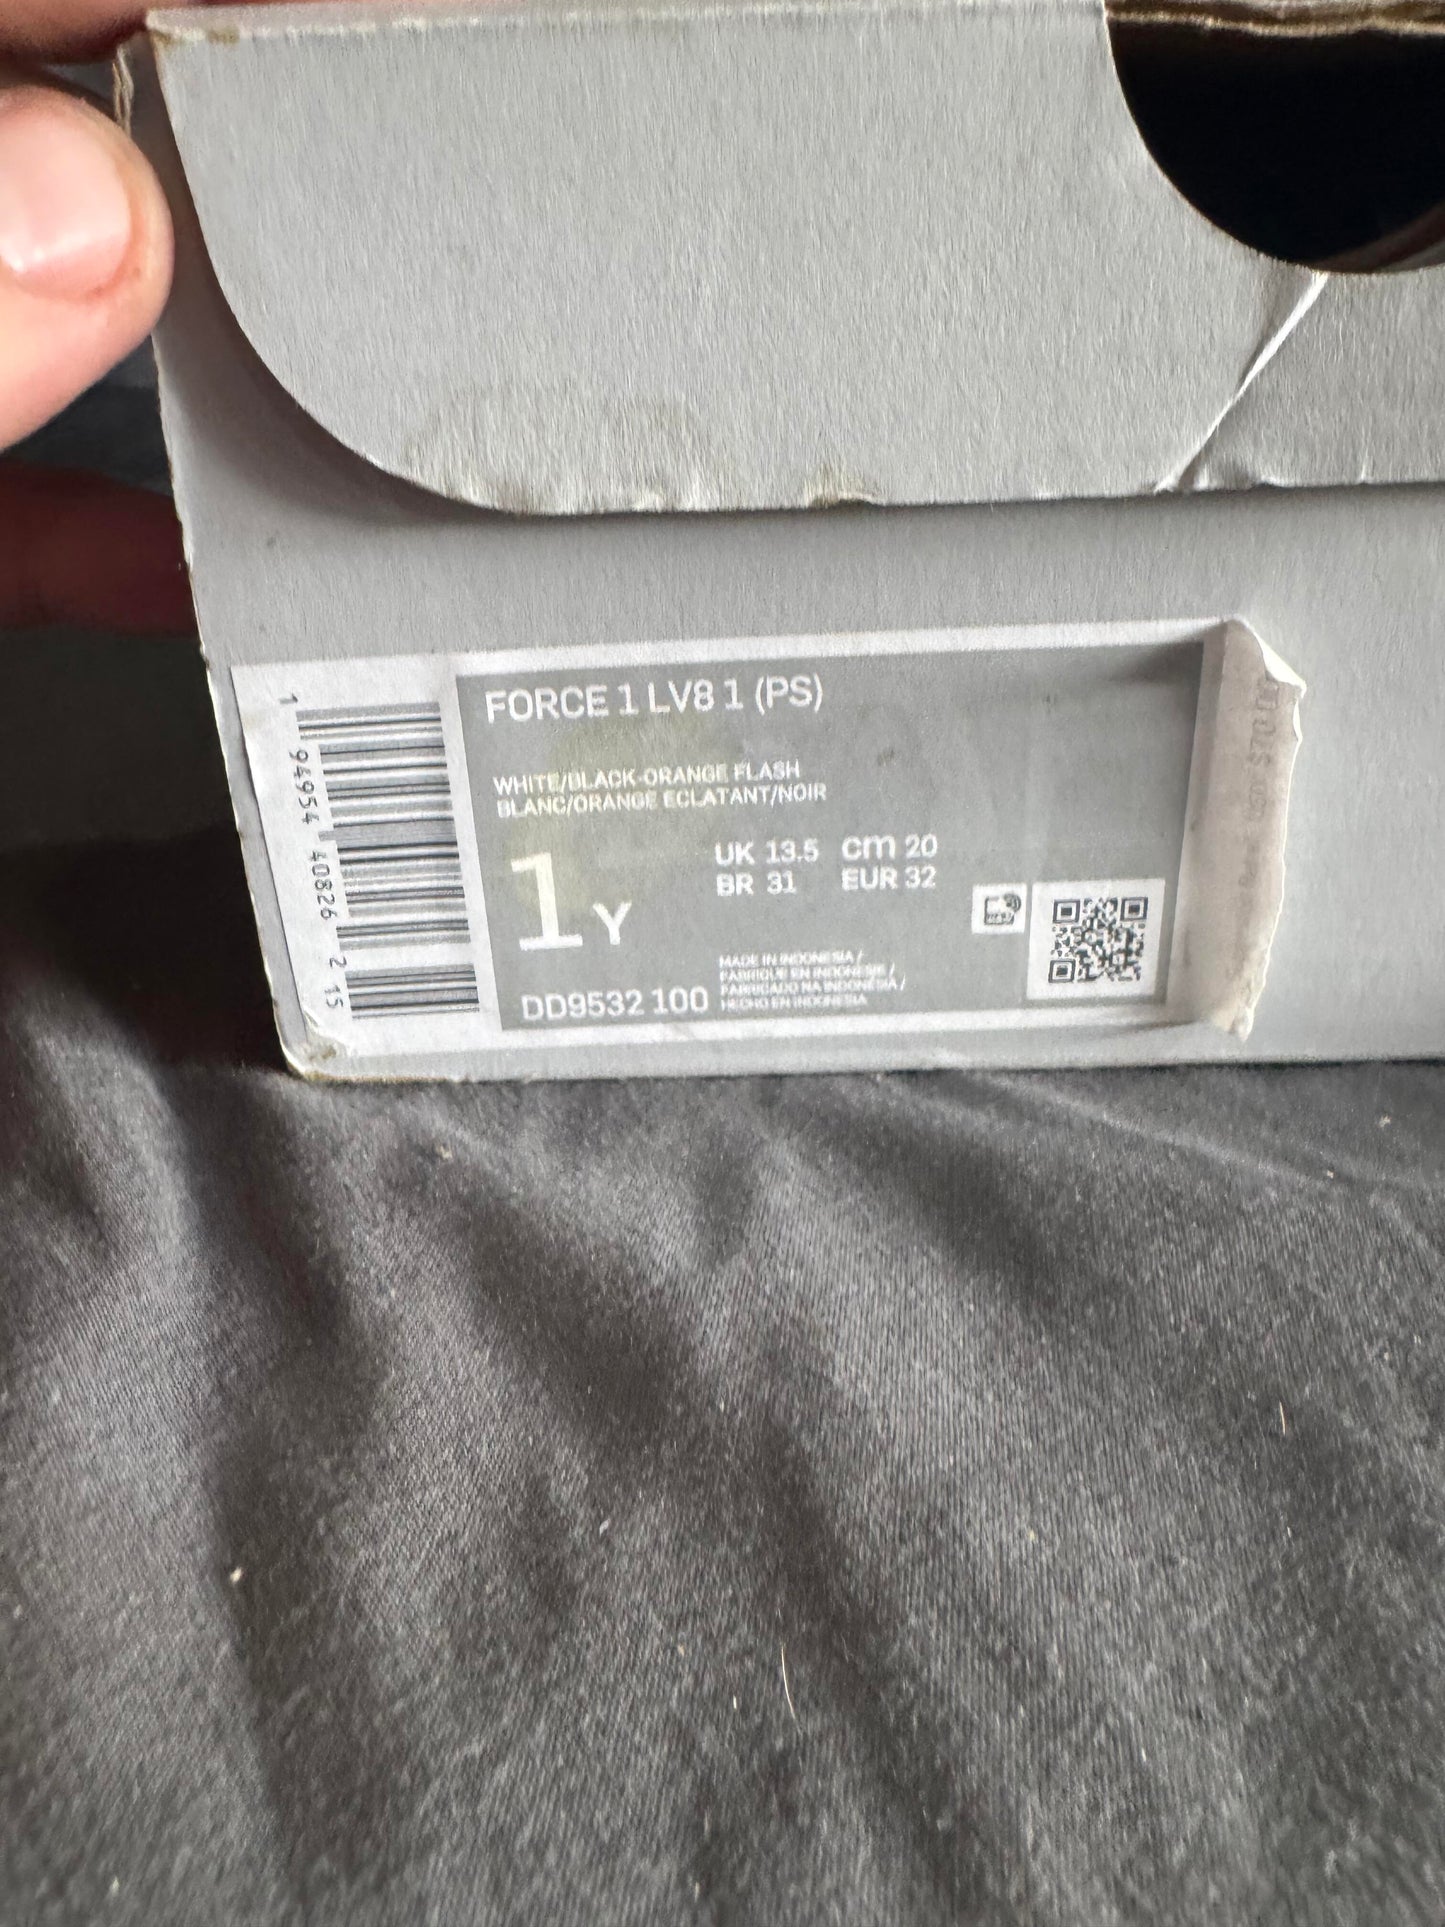 FORCE 1 LV8 1 (PS)
WHITE/BLACK-ORANGE FLASH
BLANC/ORANGE ECLATANT/NOIR
1Y
UK 13.5 cm 20
BR 31 EUR 32
MADE IN INDONESIA /
FABRIQUE EN INDONESIE /
FABRICADO NA INDONESIA /
HECHO EN INDONESIA
DD9532 100
1 94954 40826 2 15